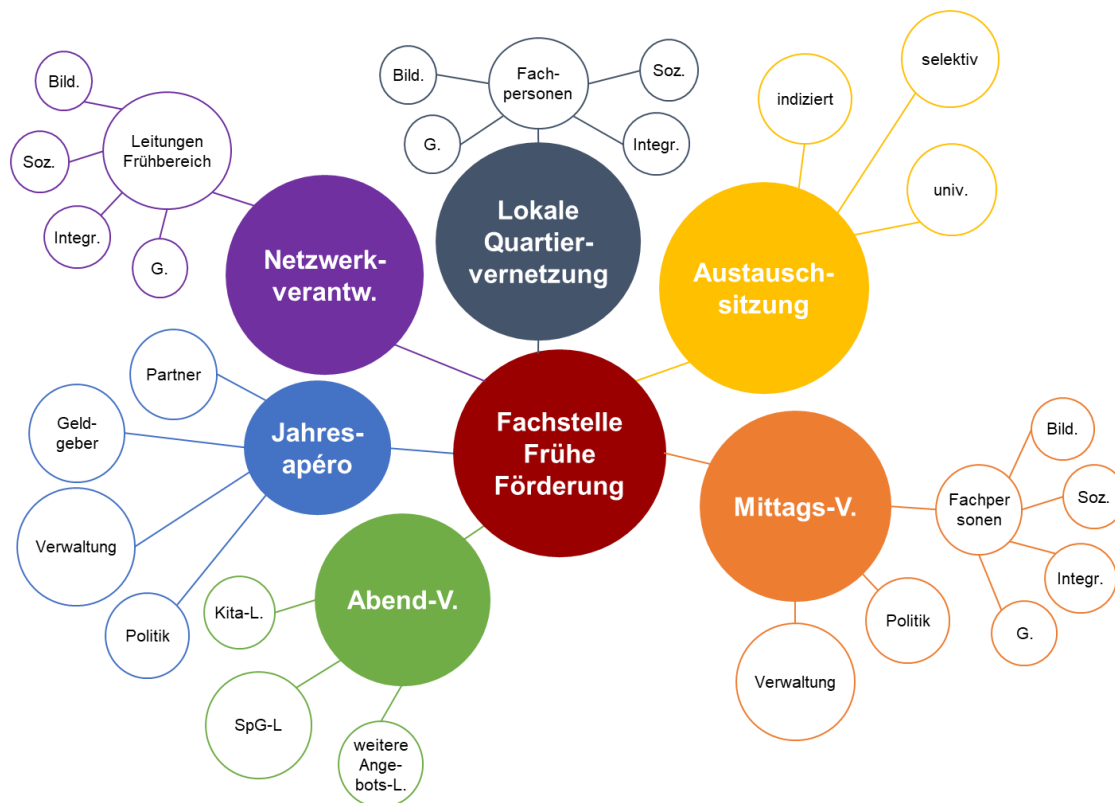 Bild.
Soz.
Integr.
G.
Leitungen
Frühbereich
Netzwerk-
verantw.
Bild.
G.
Fach-
personen
Soz.
Integr.
Lokale
Quartier-
vernetzung
indiziert
selektiv
univ.
Austausch-
sitzung
Partner
Geld-
geber
Verwaltung
Politik
Jahres-
apéro
Fachstelle
Frühe
Förderung
Mittags-V.
Fachper
sonen
Bild.
Soz.
Integr.
G.
Politik
Verwaltung
Abend-V.
Kita-L.
SpG-L
weitere
Ange-
bots-L.